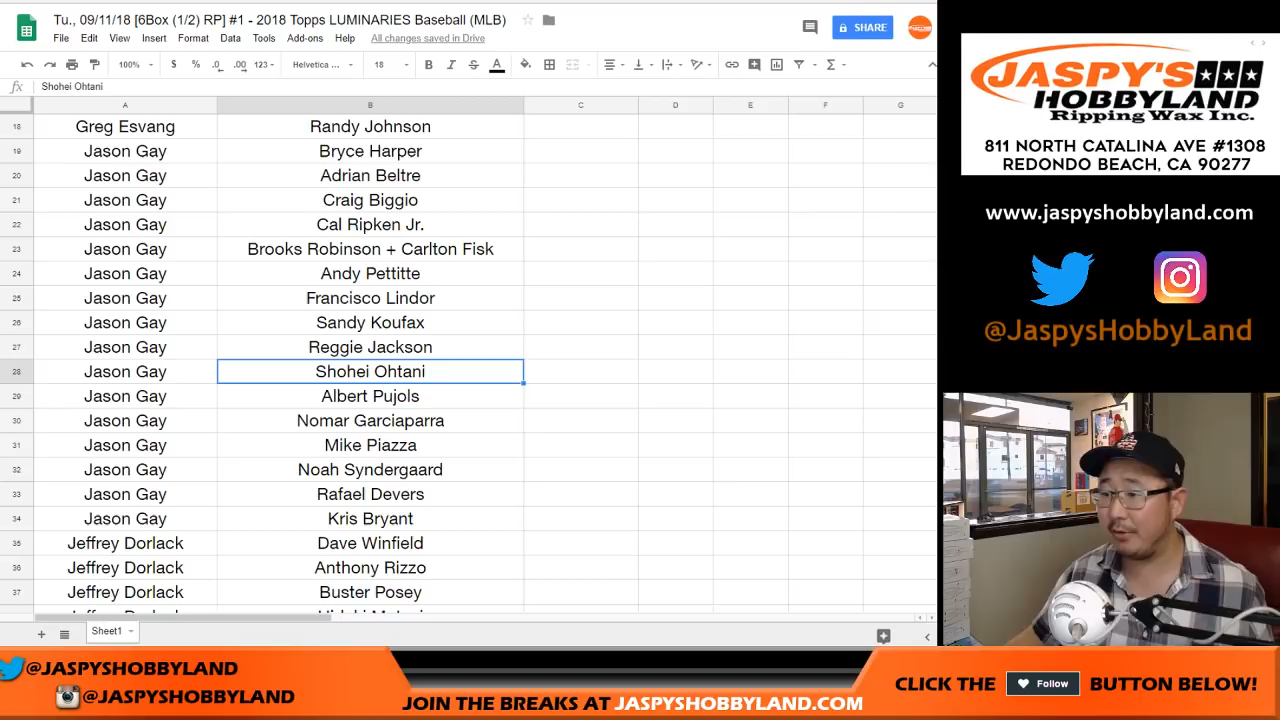 Tu., 09/11/18 [6Box (1/2) RP] #1 - 2018 Topps LUMINARIES Baseball (MLB)
File Edit View Insert Format Data Tools Add-ons Help All changes saved in Drive
SHARE
100% $ % .0 .00 123 Helvetica ... 18 B I S A
fx Shohei Ohtani
A B C D E F G
18 Greg Esvang Randy Johnson
19 Jason Gay Bryce Harper
20 Jason Gay Adrian Beltre
21 Jason Gay Craig Biggio
22 Jason Gay Cal Ripken Jr.
23 Jason Gay Brooks Robinson + Carlton Fisk
24 Jason Gay Andy Pettitte
25 Jason Gay Francisco Lindor
26 Jason Gay Sandy Koufax
27 Jason Gay Reggie Jackson
28 Jason Gay Shohei Ohtani
29 Jason Gay Albert Pujols
30 Jason Gay Nomar Garciaparra
31 Jason Gay Mike Piazza
32 Jason Gay Noah Syndergaard
33 Jason Gay Rafael Devers
34 Jason Gay Kris Bryant
35 Jeffrey Dorlack Dave Winfield
36 Jeffrey Dorlack Anthony Rizzo
37 Jeffrey Dorlack Buster Posey
Sheet1
JASPY'S
HOBBYLAND
Ripping Wax Inc.
811 NORTH CATALINA AVE #1308
REDONDO BEACH, CA 90277
www.jaspyshobbyland.com
@JaspysHobbyLand
@JASPYSHOBBYLAND
@JASPYSHOBBYLAND
JOIN THE BREAKS AT JASPYSHOBBYLAND.COM
CLICK THE Follow BUTTON BELOW!